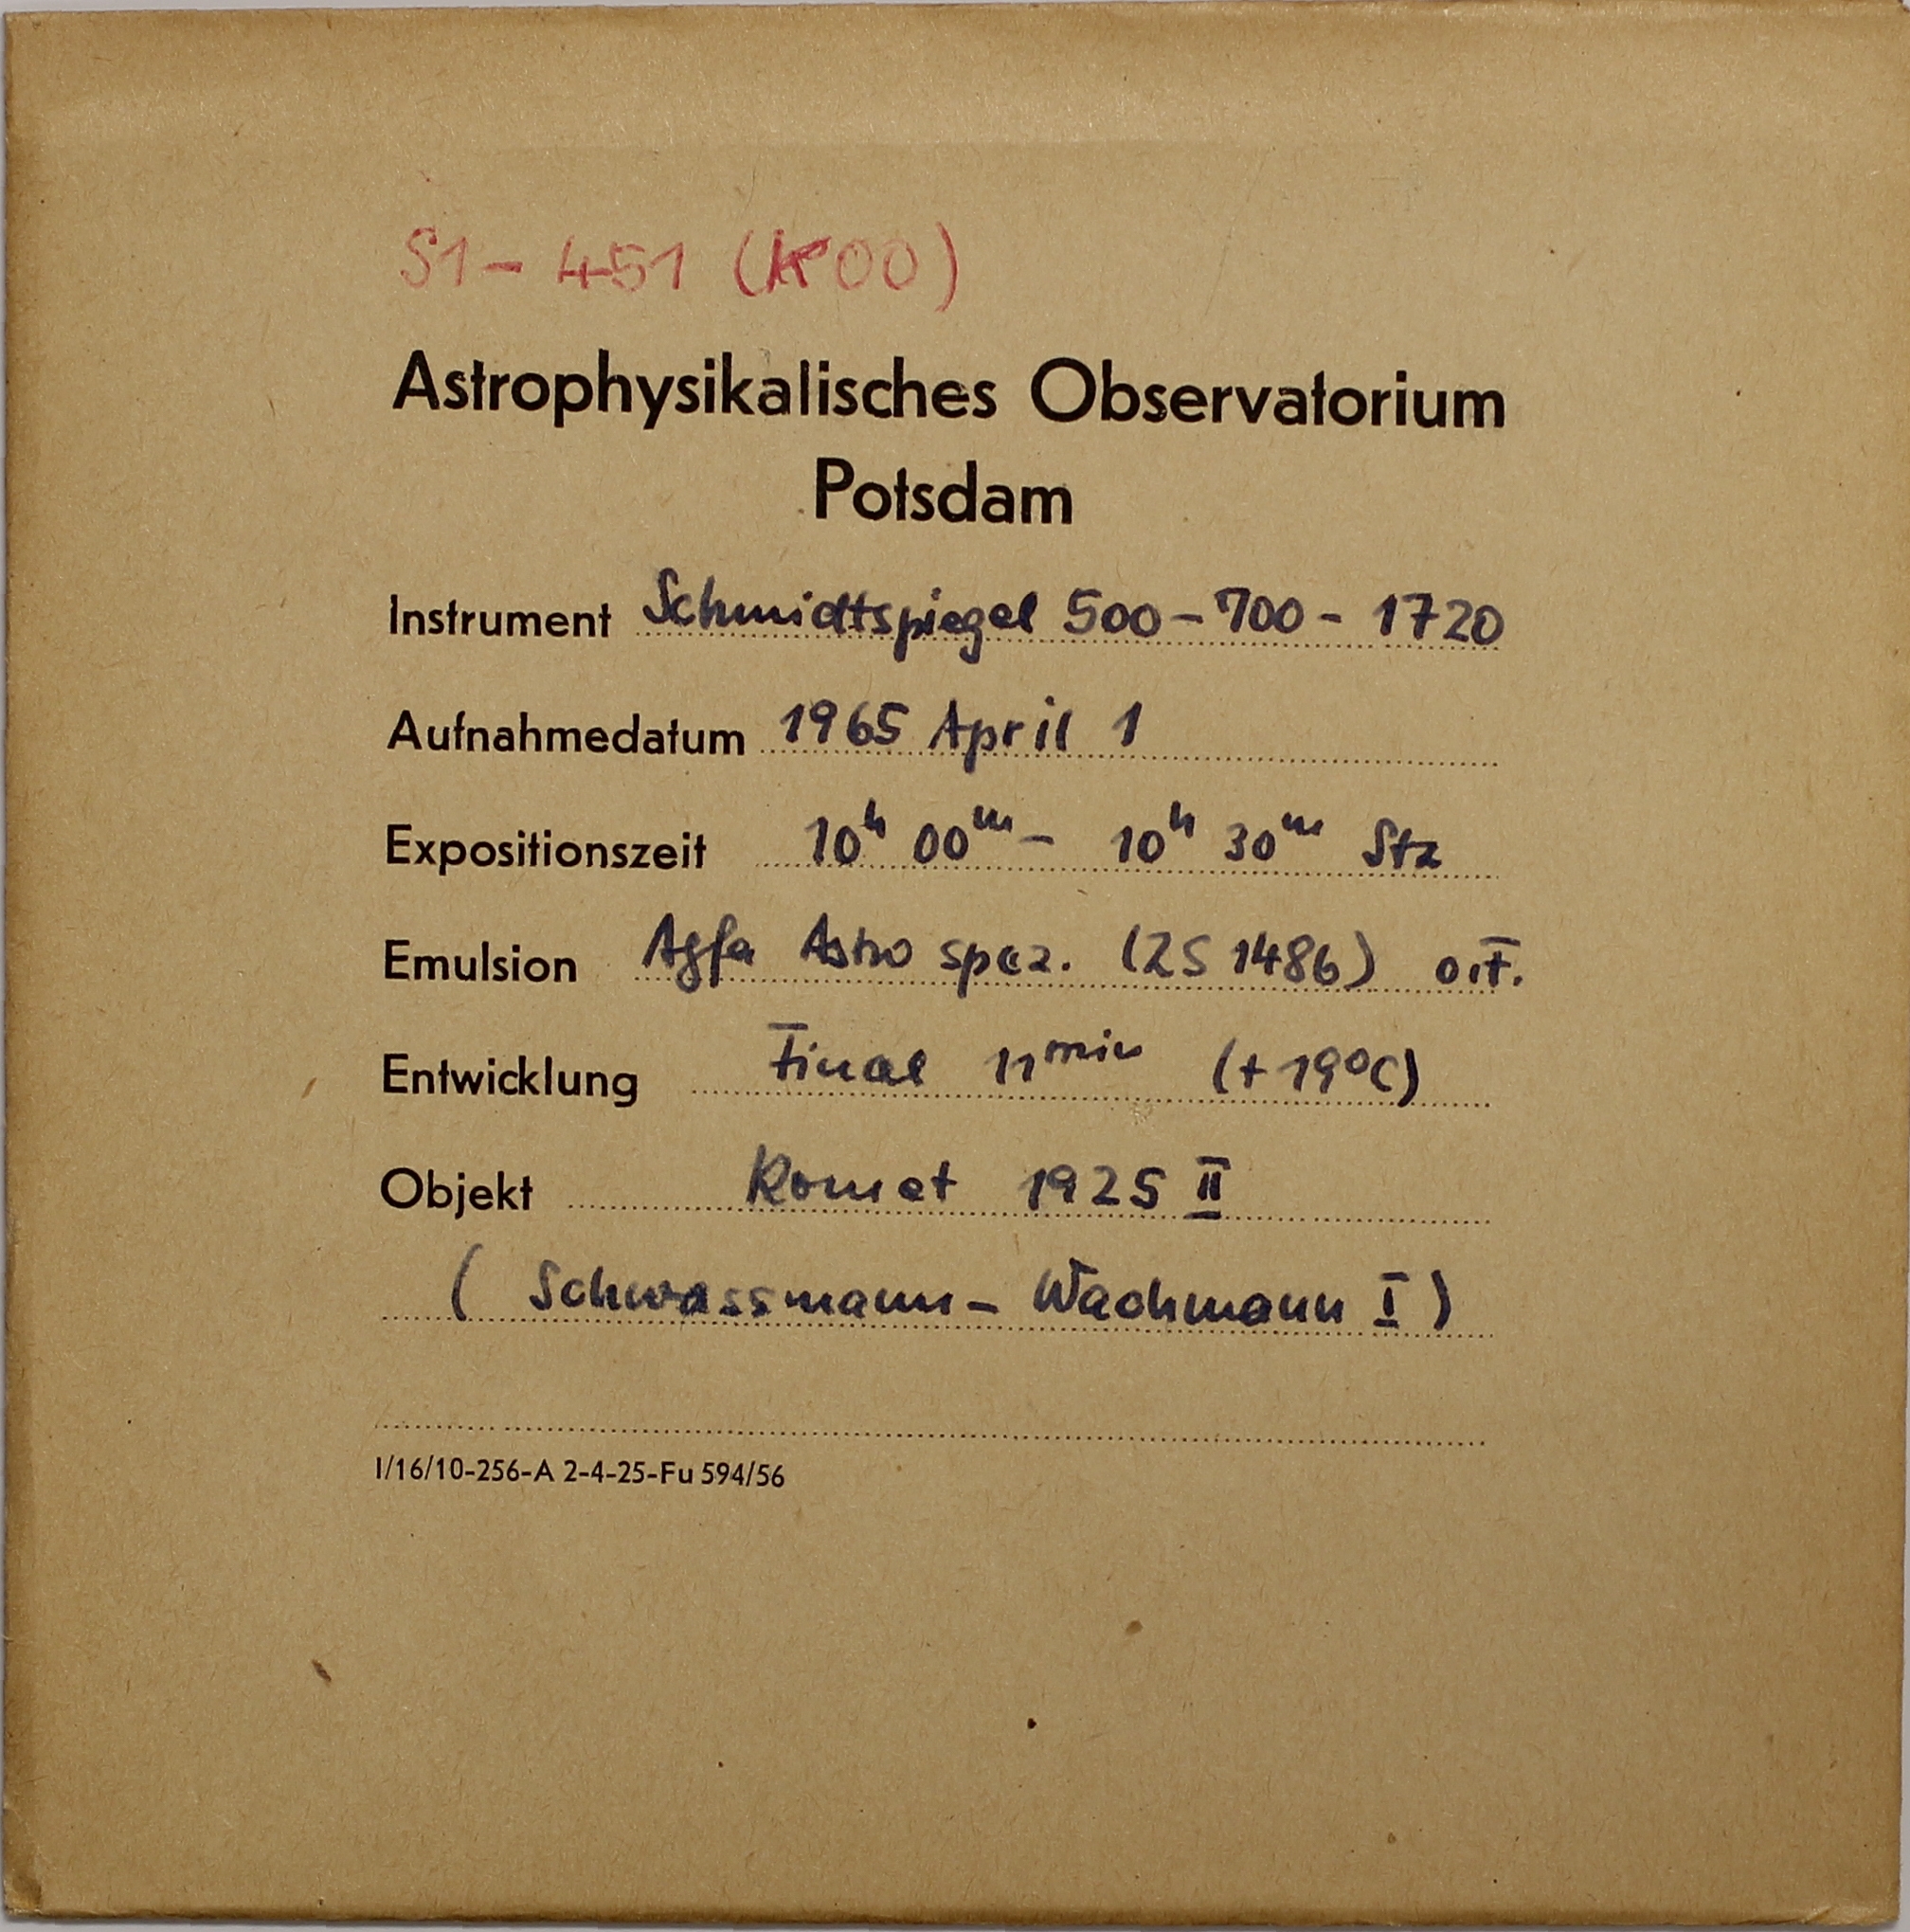 S1 - 451 (K00)
Astrophysikalisches Observatorium
Potsdam
Instrument Schmidtspiegel 500 - 700 - 1720
Aufnahmedatum 1965 April 1
Expositionszeit 10h 00m - 10h 30m Stz
Emulsion Agfa Astro spez. (ZS 1486) o.F.
Entwicklung Final 11min (+19°C)
Objekt Komet 1925 II
(Schwassmann - Wachmann I)
I/16/10-256-A 2-4-25-Fu 594/56